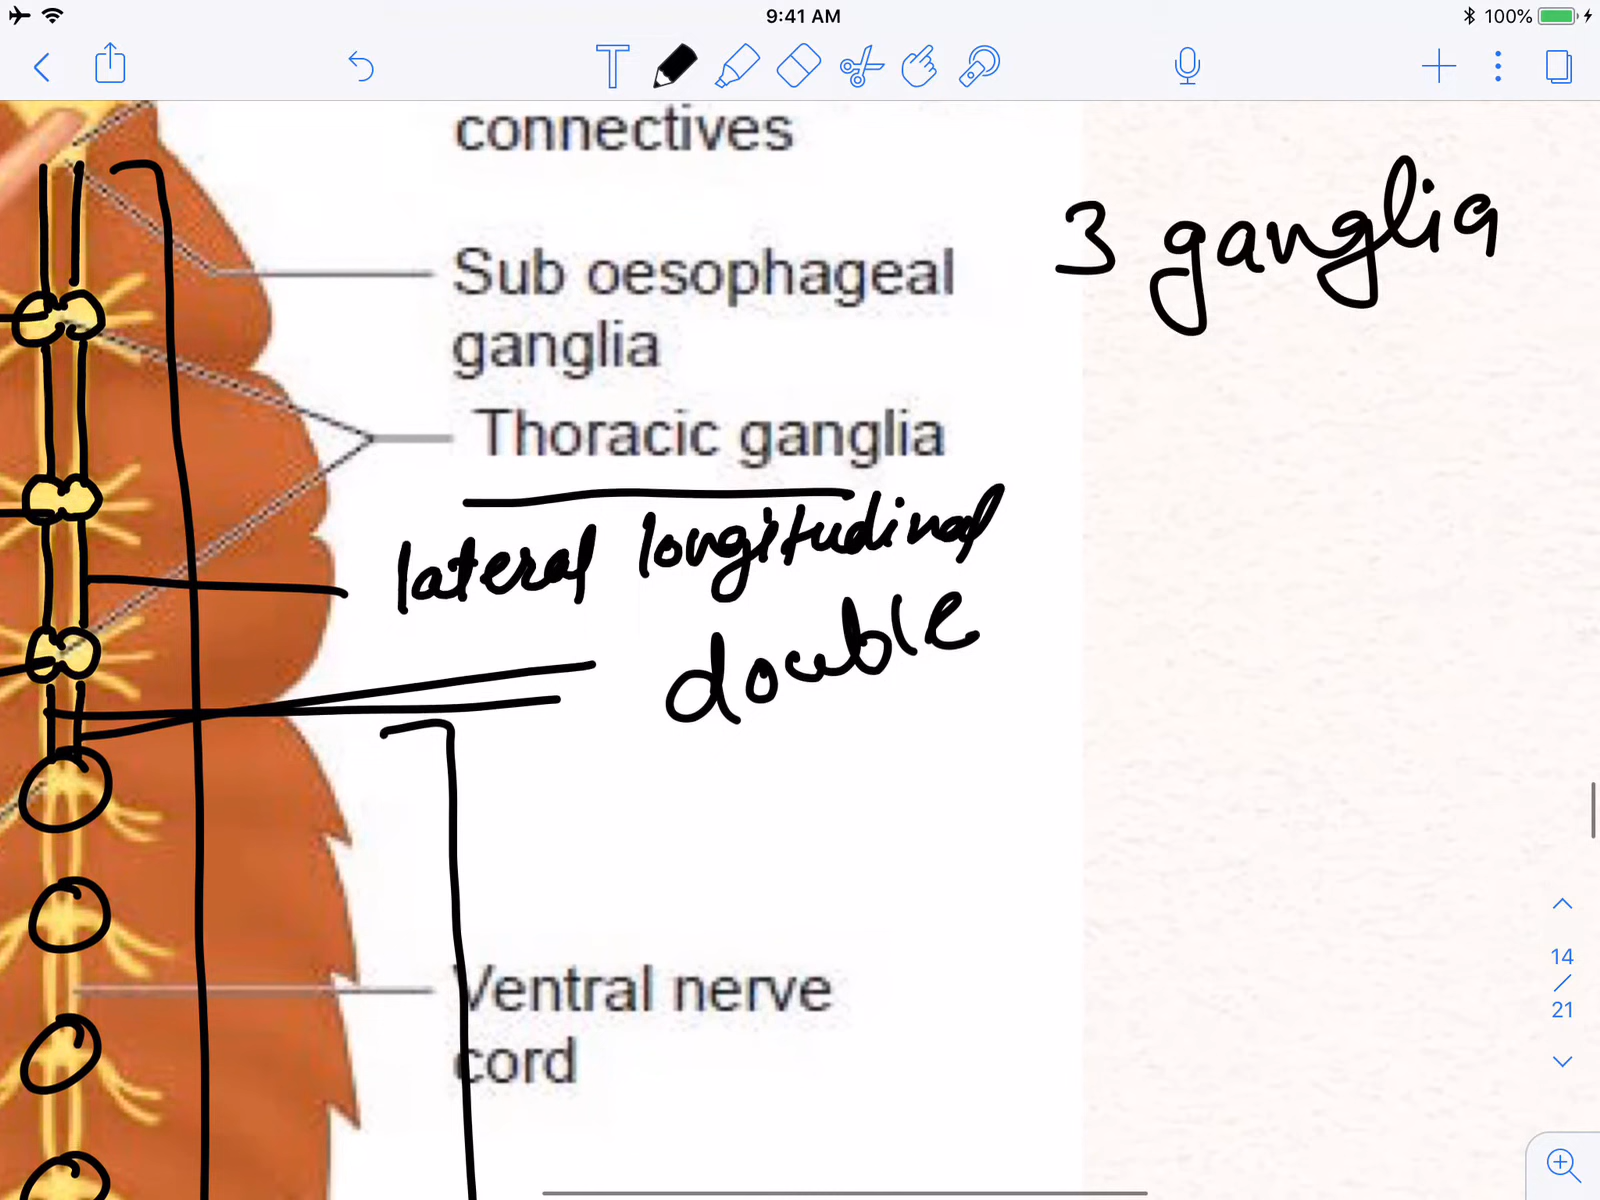 9:41 AM
100%
T
connectives
3 ganglia
Sub oesophageal
ganglia
Thoracic ganglia
lateral longitudinal
double
Ventral nerve
cord
14
/
21